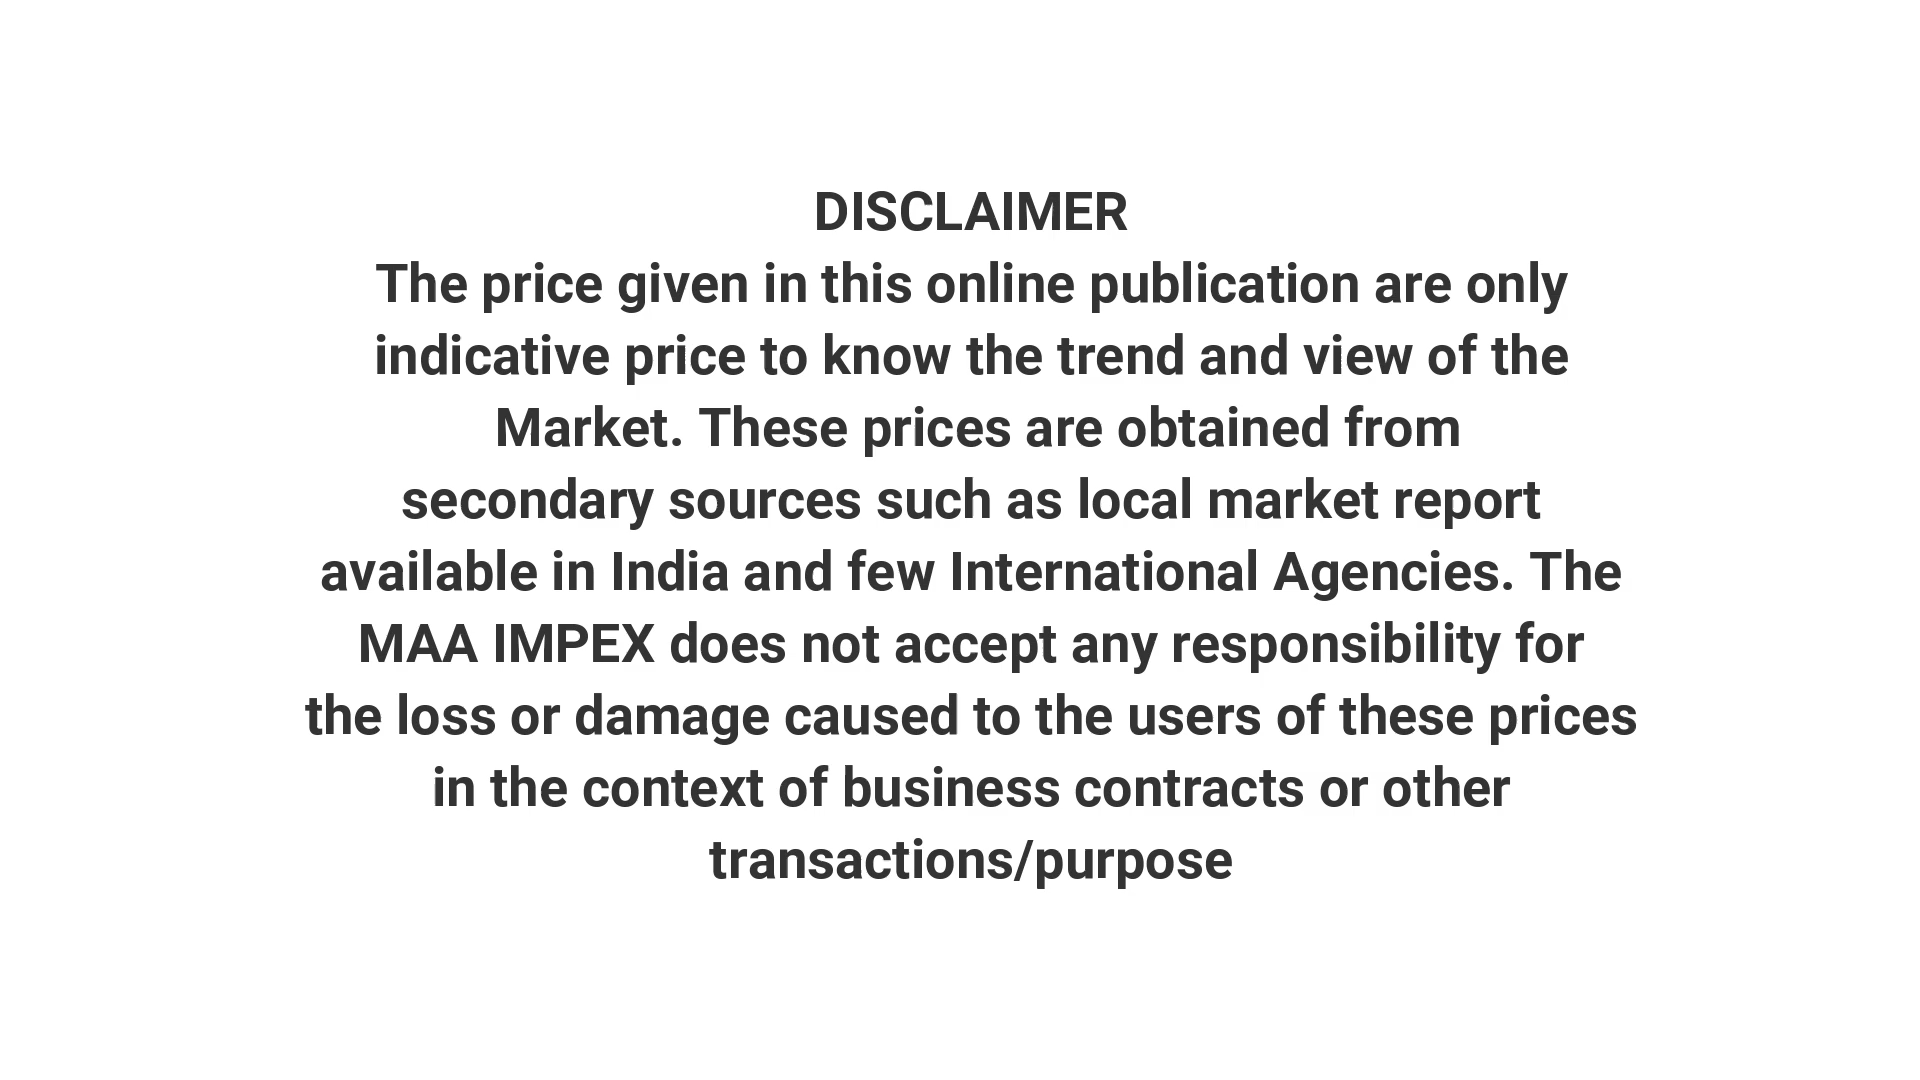 DISCLAIMER
The price given in this online publication are only
indicative price to know the trend and view of the
Market. These prices are obtained from
secondary sources such as local market report
available in India and few International Agencies. The
MAA IMPEX does not accept any responsibility for
the loss or damage caused to the users of these prices
in the context of business contracts or other
transactions/purpose